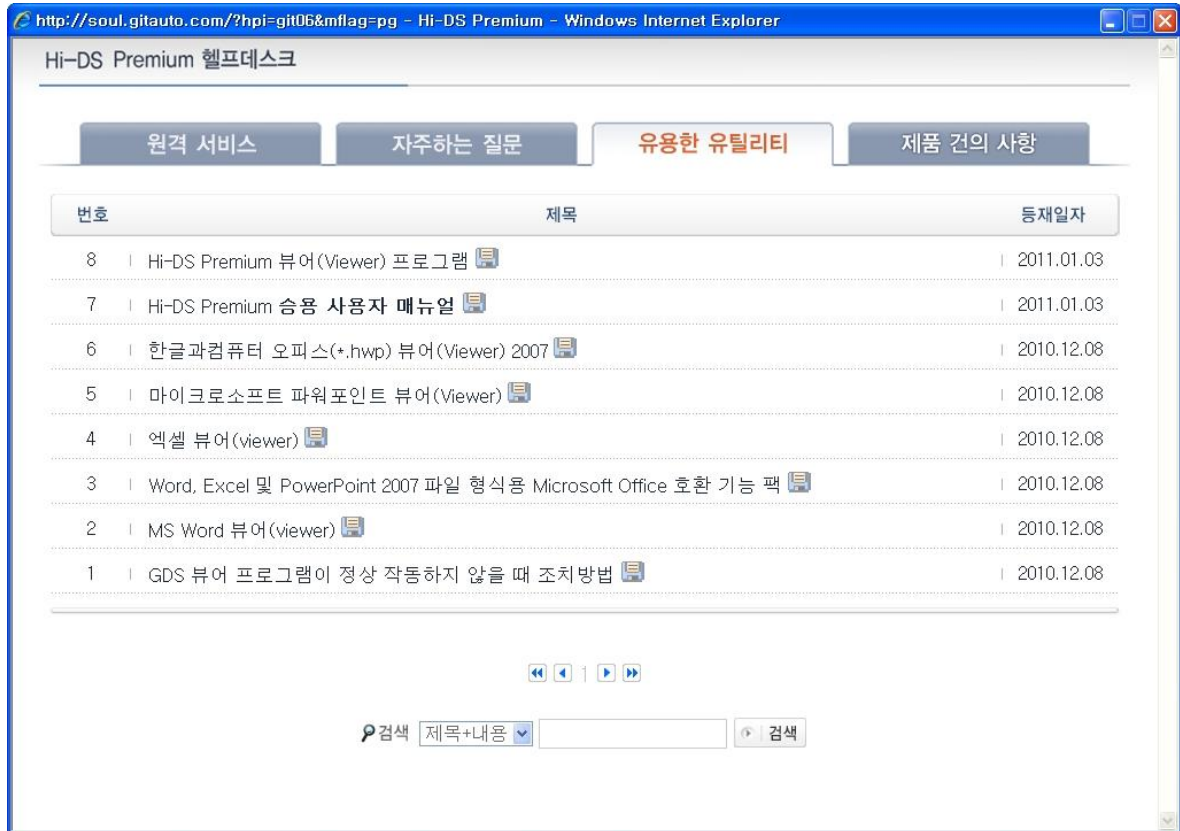 http://soul.gitauto.com/?hpi=git06&mflag=pg - Hi-DS Premium - Windows Internet Explorer
Hi-DS Premium 헬프데스크
원격 서비스 자주하는 질문 유용한 유틸리티 제품 건의 사항
번호 제목 등재일자
8 Hi-DS Premium 뷰어(Viewer) 프로그램 2011.01.03
7 Hi-DS Premium 승용 사용자 매뉴얼 2011.01.03
6 한글과컴퓨터 오피스(*.hwp) 뷰어(Viewer) 2007 2010.12.08
5 마이크로소프트 파워포인트 뷰어(Viewer) 2010.12.08
4 엑셀 뷰어(viewer) 2010.12.08
3 Word, Excel 및 PowerPoint 2007 파일 형식용 Microsoft Office 호환 기능 팩 2010.12.08
2 MS Word 뷰어(viewer) 2010.12.08
1 GDS 뷰어 프로그램이 정상 작동하지 않을 때 조치방법 2010.12.08
1
검색 제목+내용 검색